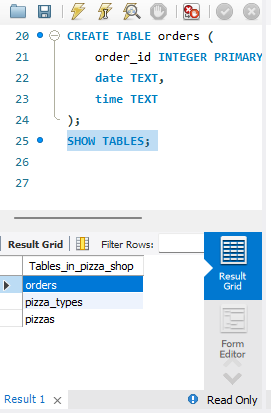 20 CREATE TABLE orders (
21 order_id INTEGER PRIMARY
22 date TEXT,
23 time TEXT
24 );
25 SHOW TABLES;
26
27
Result Grid Filter Rows:
Tables_in_pizza_shop
orders
pizza_types
pizzas
Result
Grid
Form
Editor
Result 1 × Read Only